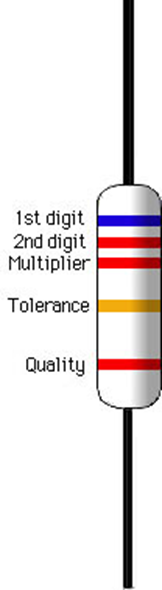 1st digit
2nd digit
Multiplier
Tolerance
Quality